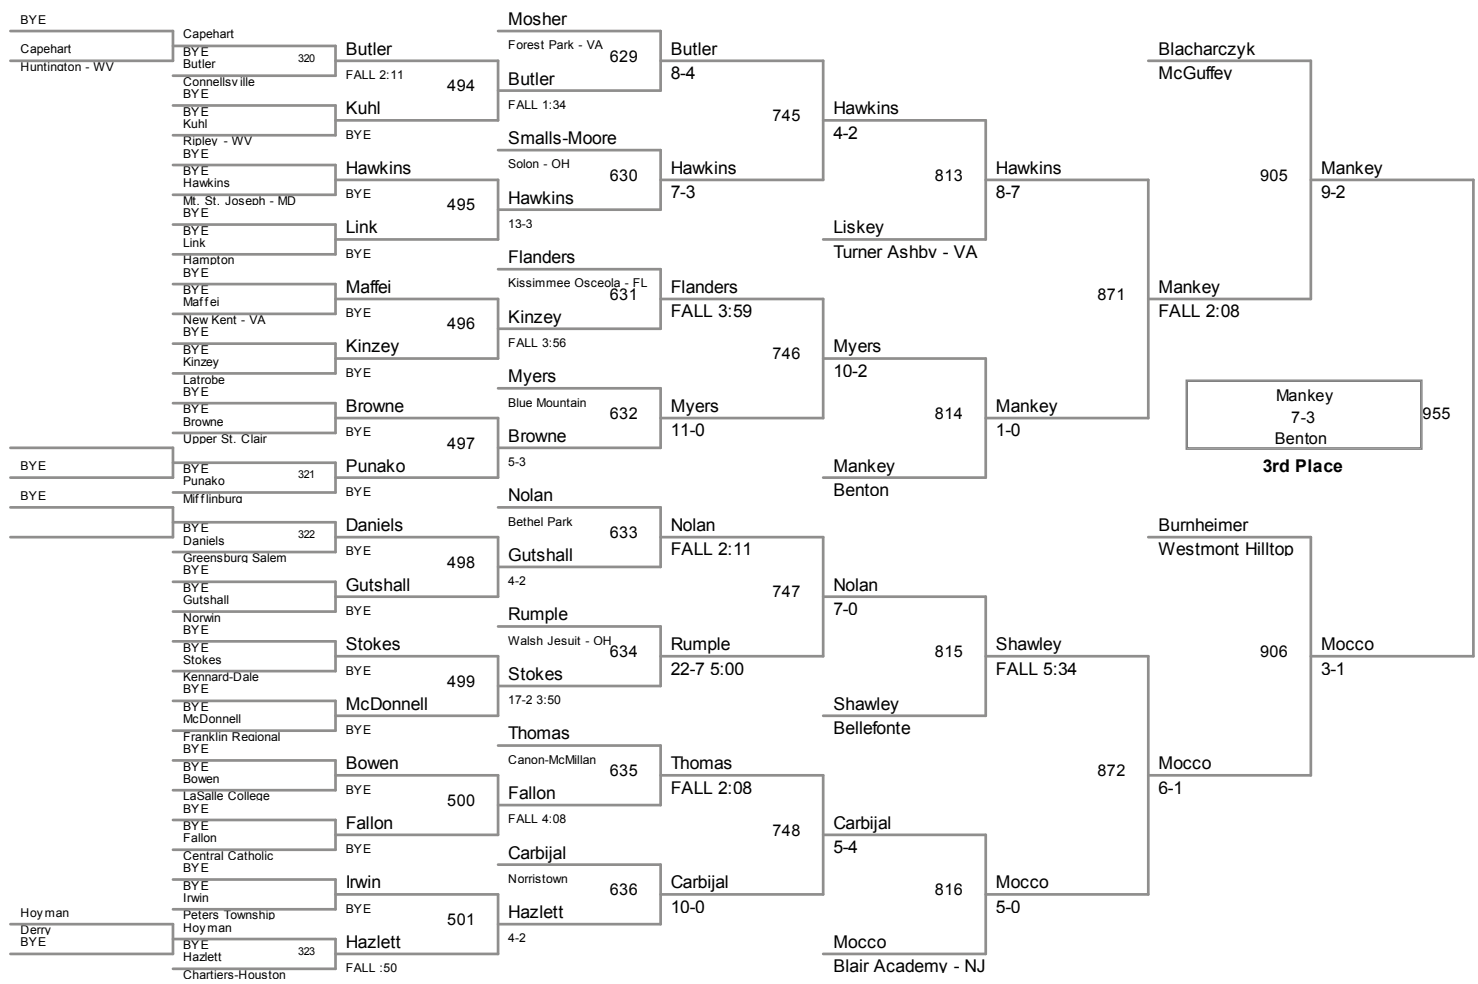 BYE
Capehart
Huntington - WV
BYE
BYE
Hoyman
Derry
BYE
Capehart
BYE
Butler
320
Connellsville
BYE
BYE
Kuhl
Ripley - WV
BYE
BYE
Hawkins
Mt. St. Joseph - MD
BYE
BYE
Link
Hampton
BYE
BYE
Maffei
New Kent - VA
BYE
BYE
Kinzey
Latrobe
BYE
BYE
Browne
Upper St. Clair
BYE
Punako
321
Mifflinburg
BYE
Daniels
322
Greensburg Salem
BYE
BYE
Gutshall
Norwin
BYE
BYE
Stokes
Kennard-Dale
BYE
BYE
McDonnell
Franklin Regional
BYE
BYE
Bowen
LaSalle College
BYE
BYE
Fallon
Central Catholic
BYE
BYE
Irwin
Peters Township
Hoyman
BYE
Hazlett
323
Chartiers-Houston
Butler
FALL 2:11
494
Kuhl
BYE
Hawkins
BYE
495
Link
BYE
Maffei
BYE
496
Kinzey
BYE
Browne
BYE
497
Punako
BYE
Daniels
BYE
498
Gutshall
BYE
Stokes
BYE
499
McDonnell
BYE
Bowen
BYE
500
Fallon
BYE
Irwin
BYE
501
Hazlett
FALL :50
Mosher
Forest Park - VA
629
Butler
FALL 1:34
Smalls-Moore
Solon - OH
630
Hawkins
13-3
Flanders
Kissimmee Osceola - FL
631
Kinzey
FALL 3:56
Myers
Blue Mountain
632
Browne
5-3
Nolan
Bethel Park
633
Gutshall
4-2
Rumple
Walsh Jesuit - OH
634
Stokes
17-2 3:50
Thomas
Canon-McMillan
635
Fallon
FALL 4:08
Carbijal
Norristown
636
Hazlett
4-2
Butler
8-4
745
Hawkins
7-3
Flanders
FALL 3:59
746
Myers
11-0
Nolan
FALL 2:11
747
Rumple
22-7 5:00
Thomas
FALL 2:08
748
Carbijal
10-0
Hawkins
4-2
813
Liskey
Turner Ashby - VA
Myers
10-2
814
Mankey
Benton
Nolan
7-0
815
Shawley
Bellefonte
Carbijal
5-4
816
Mocco
Blair Academy - NJ
Hawkins
8-7
871
Mankey
1-0
Shawley
FALL 5:34
872
Mocco
5-0
Blacharczyk
McGuffey
905
Mankey
FALL 2:08
Burnheimer
Westmont Hilltop
906
Mocco
6-1
Mankey
9-2
Mocco
3-1
Mankey
7-3
Benton
955
3rd Place